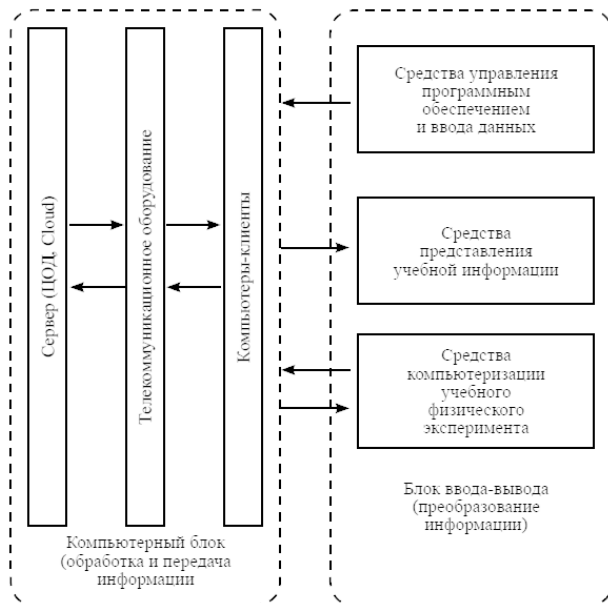 Сервер (ЦОД, Cloud)
Телекоммуникационное оборудование
Компьютеры-клиенты
Компьютерный блок
(обработка и передача
информации
Средства управления
программным
обеспечением
и ввода данных
Средства
представления
учебной информации
Средства
компьютеризации
учебного
физического
эксперимента
Блок ввода-вывода
(преобразование
информации)